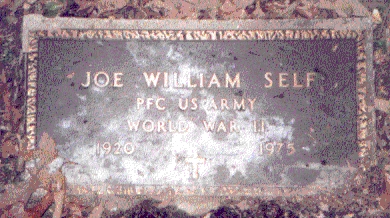 JOE WILLIAM SELF
PFC US ARMY
WORLD WAR II
1920 1975